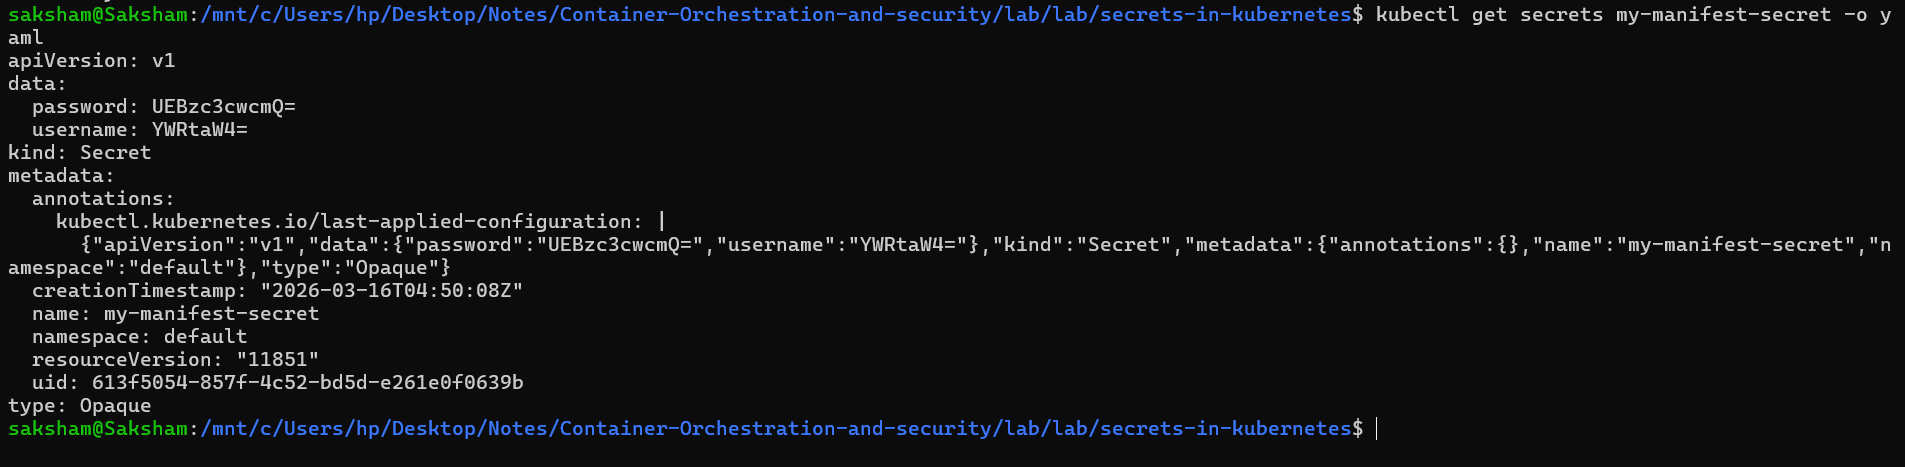 saksham@Saksham:/mnt/c/Users/hp/Desktop/Notes/Container-Orchestration-and-security/lab/lab/secrets-in-kubernetes$ kubectl get secrets my-manifest-secret -o y
aml
apiVersion: v1
data:
  password: UEBzc3cwcmQ=
  username: YWRtaW4=
kind: Secret
metadata:
  annotations:
    kubectl.kubernetes.io/last-applied-configuration: |
      {"apiVersion":"v1","data":{"password":"UEBzc3cwcmQ=","username":"YWRtaW4="},"kind":"Secret","metadata":{"annotations":{},"name":"my-manifest-secret","n
amespace":"default"},"type":"Opaque"}
  creationTimestamp: "2026-03-16T04:50:08Z"
  name: my-manifest-secret
  namespace: default
  resourceVersion: "11851"
  uid: 613f5054-857f-4c52-bd5d-e261e0f0639b
type: Opaque
saksham@Saksham:/mnt/c/Users/hp/Desktop/Notes/Container-Orchestration-and-security/lab/lab/secrets-in-kubernetes$